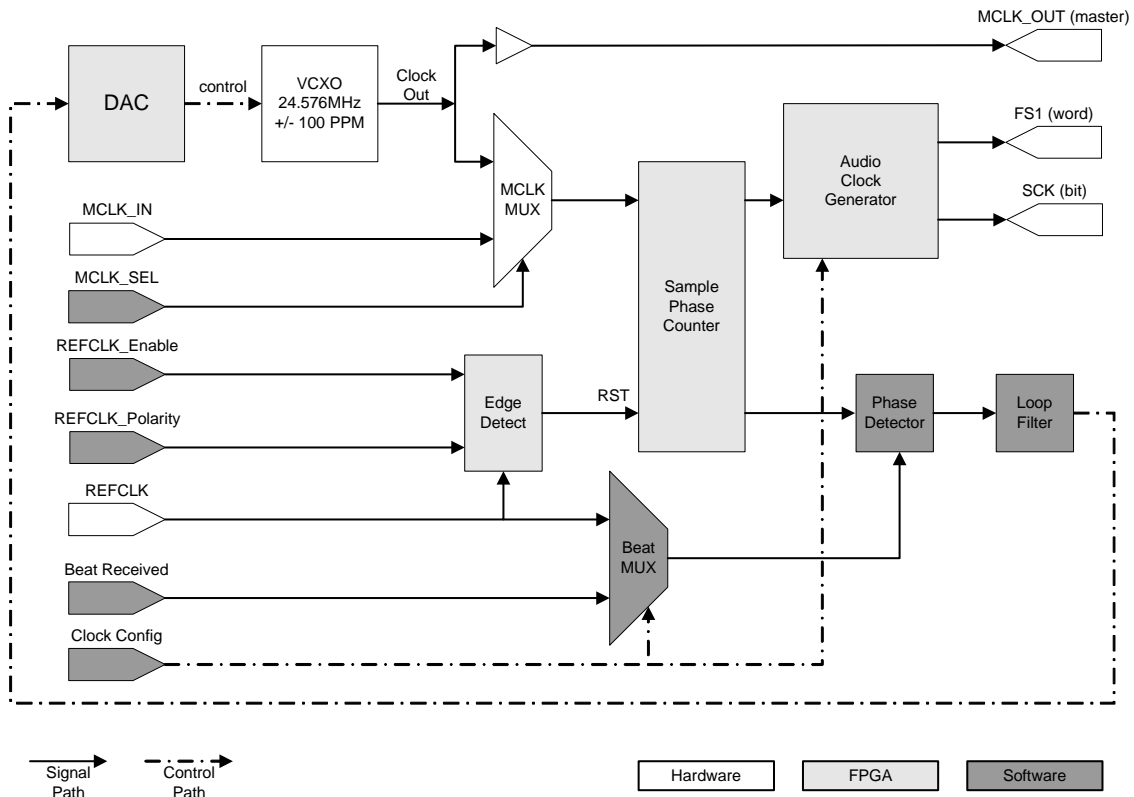 MCLK_OUT (master)
DAC
control
VCXO
24.576MHz
+/- 100 PPM
Clock
Out
FS1 (word)
SCK (bit)
Audio
Clock
Generator
MCLK
MUX
MCLK_IN
MCLK_SEL
Sample
Phase
Counter
REFCLK_Enable
REFCLK_Polarity
Edge
Detect
RST
Phase
Detector
Loop
Filter
REFCLK
Beat
MUX
Beat Received
Clock Config
Signal
Path
Control
Path
Hardware
FPGA
Software